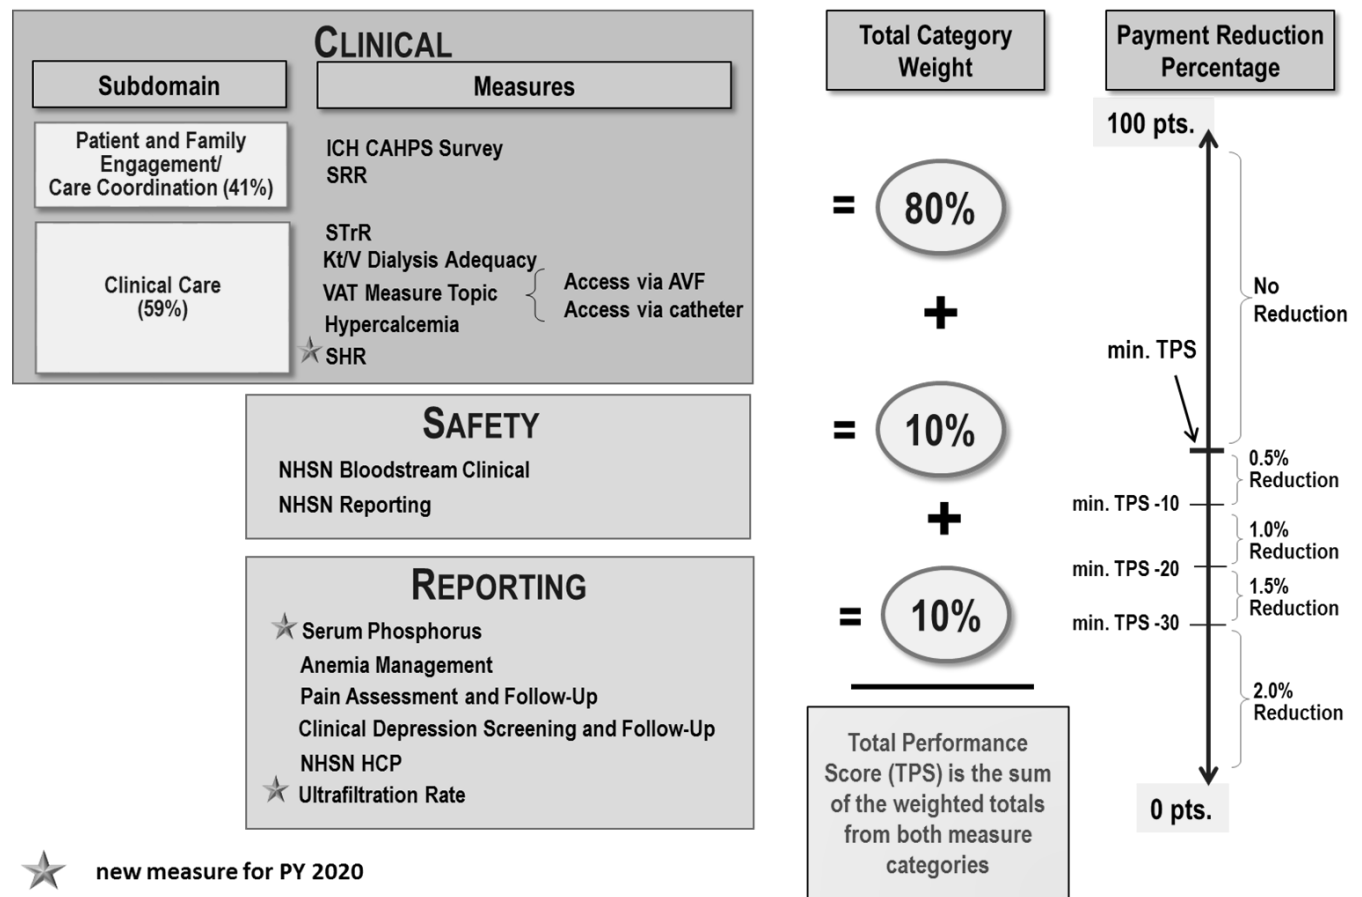 CLINICAL
Subdomain
Measures
Patient and Family
Engagement/
Care Coordination (41%)
ICH CAHPS Survey
SRR
Clinical Care
(59%)
STrR
Kt/V Dialysis Adequacy
VAT Measure Topic
Access via AVF
Access via catheter
Hypercalcemia
SHR
SAFETY
NHSN Bloodstream Clinical
NHSN Reporting
REPORTING
Serum Phosphorus
Anemia Management
Pain Assessment and Follow-Up
Clinical Depression Screening and Follow-Up
NHSN HCP
Ultrafiltration Rate
new measure for PY 2020
Total Category
Weight
= 80%
+
= 10%
+
= 10%
Total Performance
Score (TPS) is the sum
of the weighted totals
from both measure
categories
Payment Reduction
Percentage
100 pts.
No
Reduction
min. TPS
0.5%
Reduction
min. TPS -10
1.0%
Reduction
min. TPS -20
1.5%
Reduction
min. TPS -30
2.0%
Reduction
0 pts.